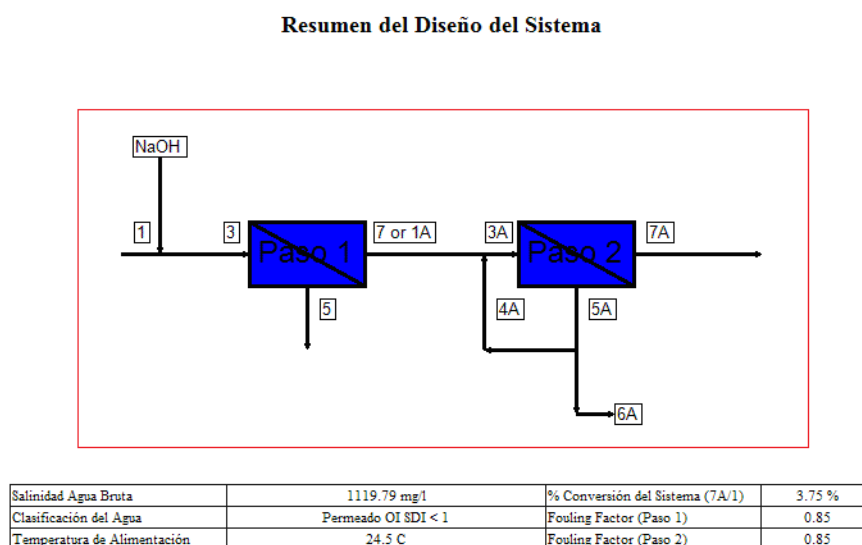 Resumen del Diseño del Sistema
NaOH
1
3
Paso 1
7 or 1A
3A
Paso 2
7A
5
4A
5A
6A
Salinidad Agua Bruta 1119.79 mg/l % Conversión del Sistema (7A/1) 3.75 %
Clasificación del Agua Permeado OI SDI < 1 Fouling Factor (Paso 1) 0.85
Temperatura de Alimentación 24.5 C Fouling Factor (Paso 2) 0.85